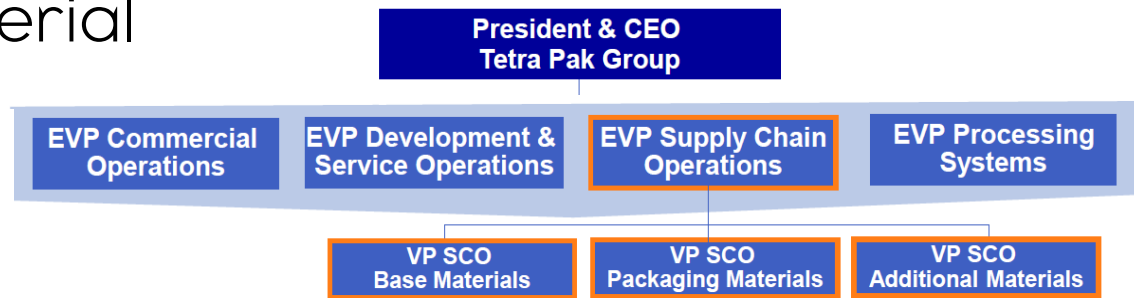 erial
President & CEO
Tetra Pak Group
EVP Commercial
Operations
EVP Development &
Service Operations
EVP Supply Chain
Operations
EVP Processing
Systems
VP SCO
Base Materials
VP SCO
Packaging Materials
VP SCO
Additional Materials